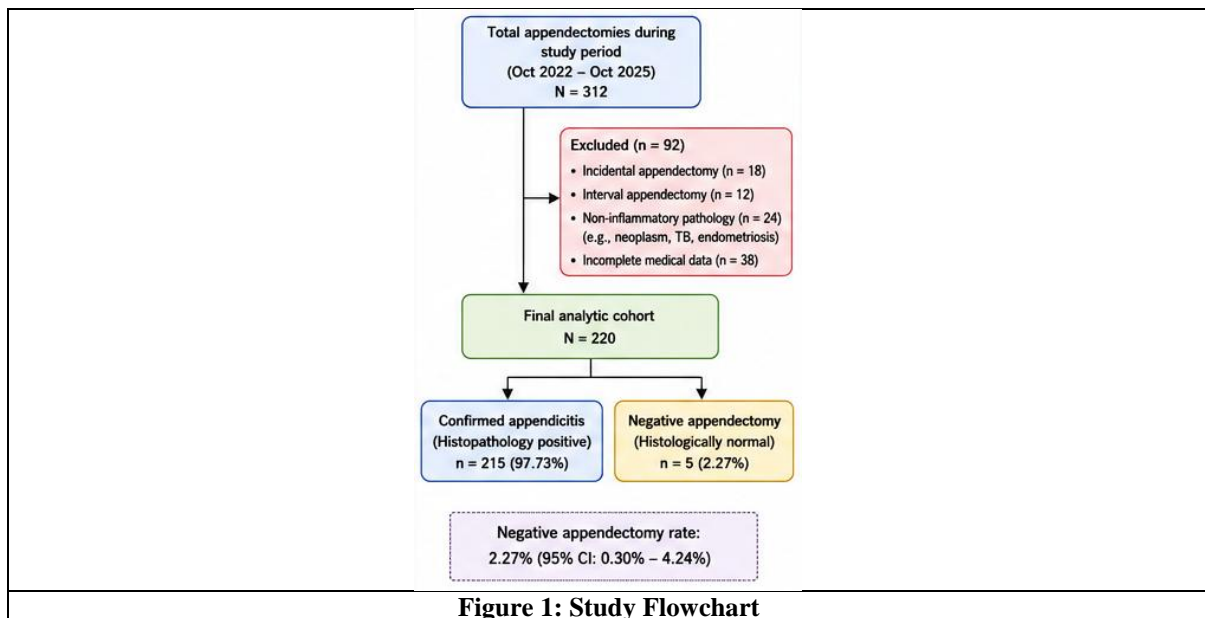 Total appendectomies during
study period
(Oct 2022 – Oct 2025)
N = 312
Excluded (n = 92)
• Incidental appendectomy (n = 18)
• Interval appendectomy (n = 12)
• Non-inflammatory pathology (n = 24)
(e.g., neoplasm, TB, endometriosis)
• Incomplete medical data (n = 38)
Final analytic cohort
N = 220
Confirmed appendicitis
(Histopathology positive)
n = 215 (97.73%)
Negative appendectomy
(Histologically normal)
n = 5 (2.27%)
Negative appendectomy rate:
2.27% (95% CI: 0.30% – 4.24%)
Figure 1: Study Flowchart